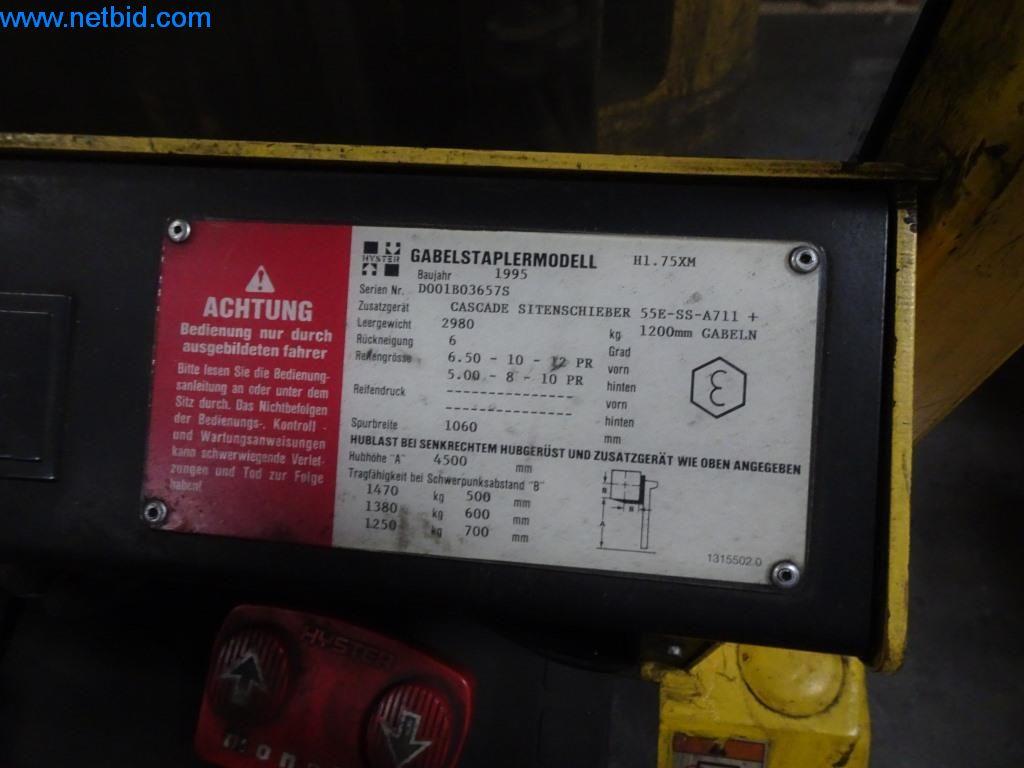 www.netbid.com
ACHTUNG
Bedienung nur durch
ausgebildeten fahrer
Bitte lesen Sie die Bedienungs-
anleitung an oder unter dem
Sitz durch. Das Nichtbefolgen
der Bedienungs-, Kontroll -
und Wartungsanweisungen
kann schwerwiegende Verlet-
zungen und Tod zur Folge
haben!
HYSTER
GABELSTAPLERMODELL H1.75XM
Baujahr 1995
Serien Nr. D001B03657S
Zusatzgerät CASCADE SITENSCHIEBER 55E-SS-A711 +
Leergewicht 2980 kg 1200mm GABELN
Rückneigung 6 Grad
Reifengrösse 6.50 - 10 - 12 PR vorn
5.00 - 8 - 10 PR hinten
Reifendruck --------------- vorn
--------------- hinten
Spurbreite 1060 mm
ε
HUBLAST BEI SENKRECHTEM HUBGERÜST UND ZUSATZGERÄT WIE OBEN ANGEGEBEN
Hubhöhe "A" 4500 mm
Tragfähigkeit bei Schwerpunksabstand "B"
1470 kg 500 mm
1380 kg 600 mm
1250 kg 700 mm
B
A
B
1315502.0
HYSTER